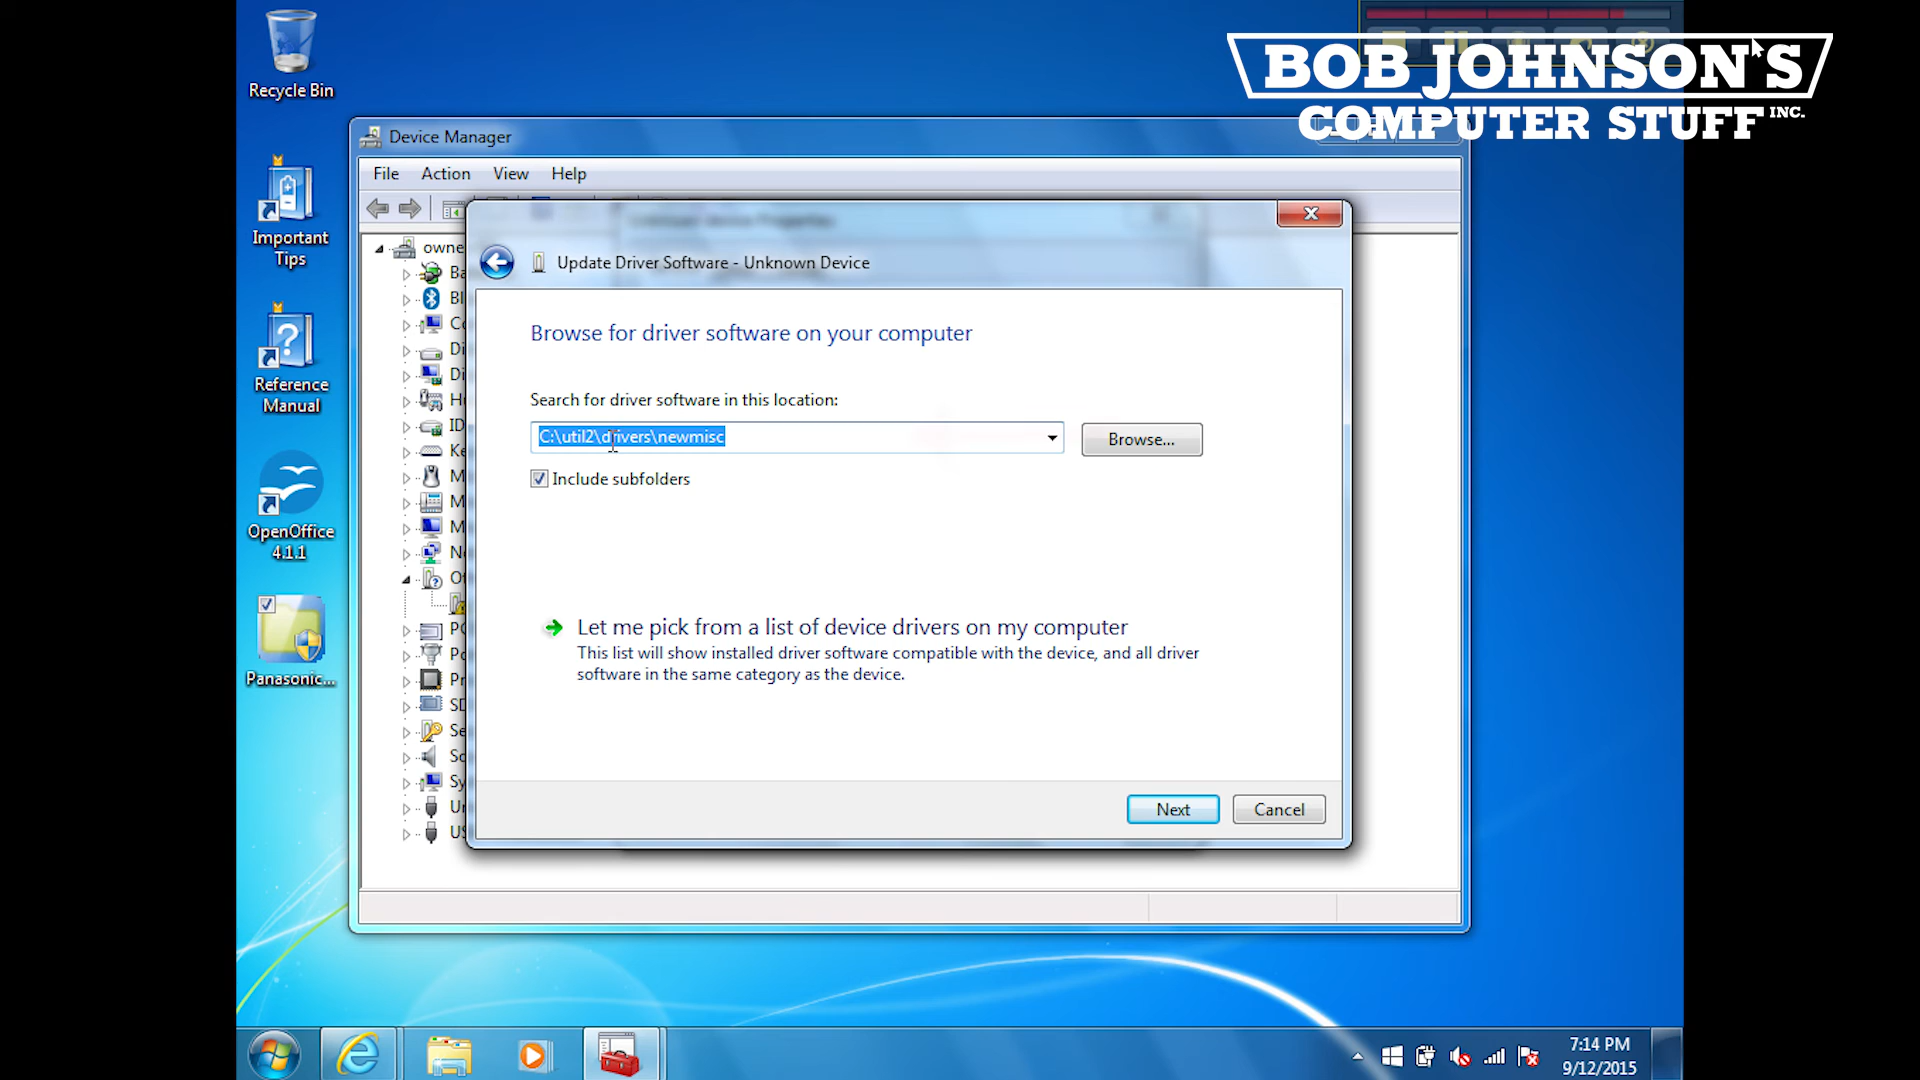 BOB JOHNSON'S
COMPUTER STUFF INC.
Recycle Bin
Important
Tips
Reference
Manual
OpenOffice
4.1.1
Panasonic...
Device Manager
File Action View Help
Update Driver Software - Unknown Device
Browse for driver software on your computer
Search for driver software in this location:
C:\util2\drivers\newmisc
Browse...
Include subfolders
Let me pick from a list of device drivers on my computer
This list will show installed driver software compatible with the device, and all driver
software in the same category as the device.
Next Cancel
7:14 PM
9/12/2015